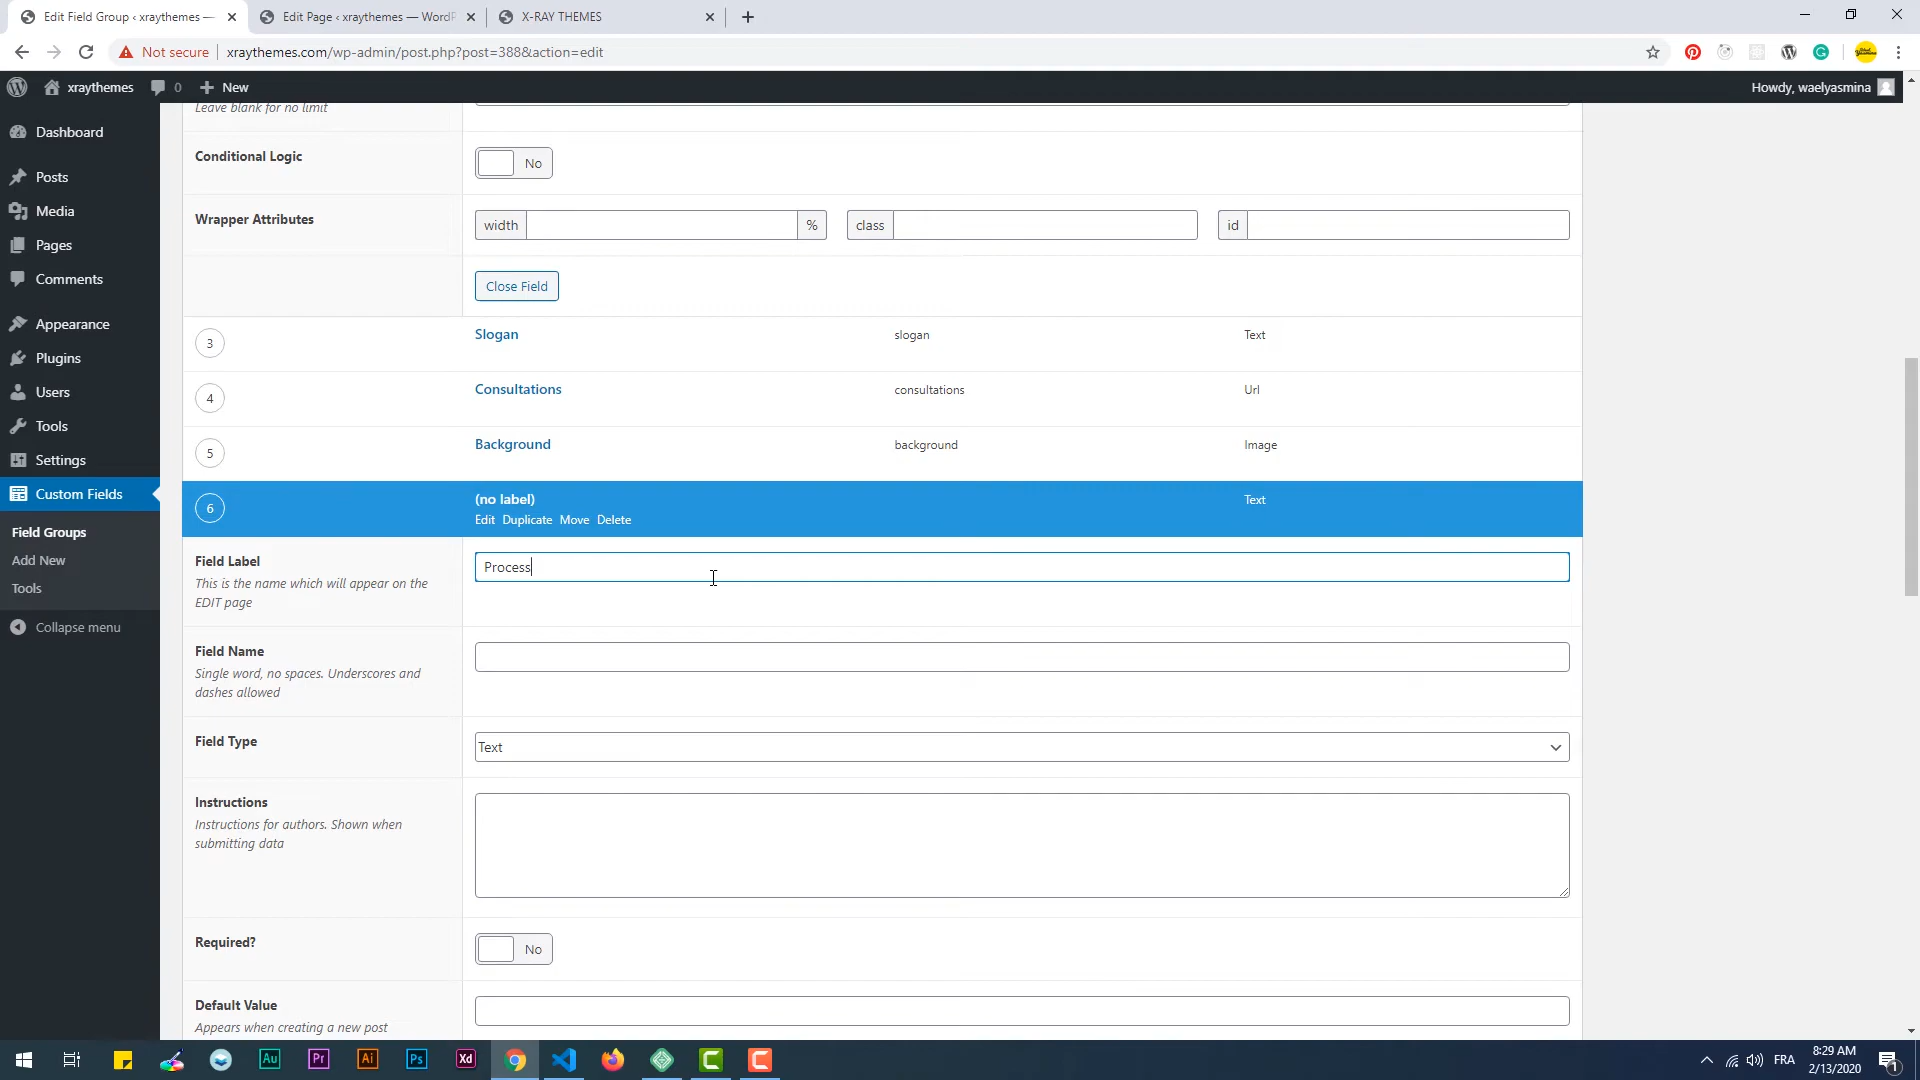 Edit Field Group ‹ xraythemes —
Edit Page ‹ xraythemes — WordP
X-RAY THEMES
Not secure
xraythemes.com/wp-admin/post.php?post=388&action=edit
xraythemes
0
New
Howdy, waelyasmina
Dashboard
Posts
Media
Pages
Comments
Appearance
Plugins
Users
Tools
Settings
Custom Fields
Field Groups
Add New
Tools
Collapse menu
Leave blank for no limit
Conditional Logic
No
Wrapper Attributes
width
%
class
id
Close Field
3
Slogan
slogan
Text
4
Consultations
consultations
Url
5
Background
background
Image
6
(no label)
Text
Edit Duplicate Move Delete
Field Label
This is the name which will appear on the
EDIT page
Process
Field Name
Single word, no spaces. Underscores and
dashes allowed
Field Type
Text
Instructions
Instructions for authors. Shown when
submitting data
Required?
No
Default Value
Appears when creating a new post
Au
Pr
Ai
Ps
Xd
FRA
8:29 AM
2/13/2020
1